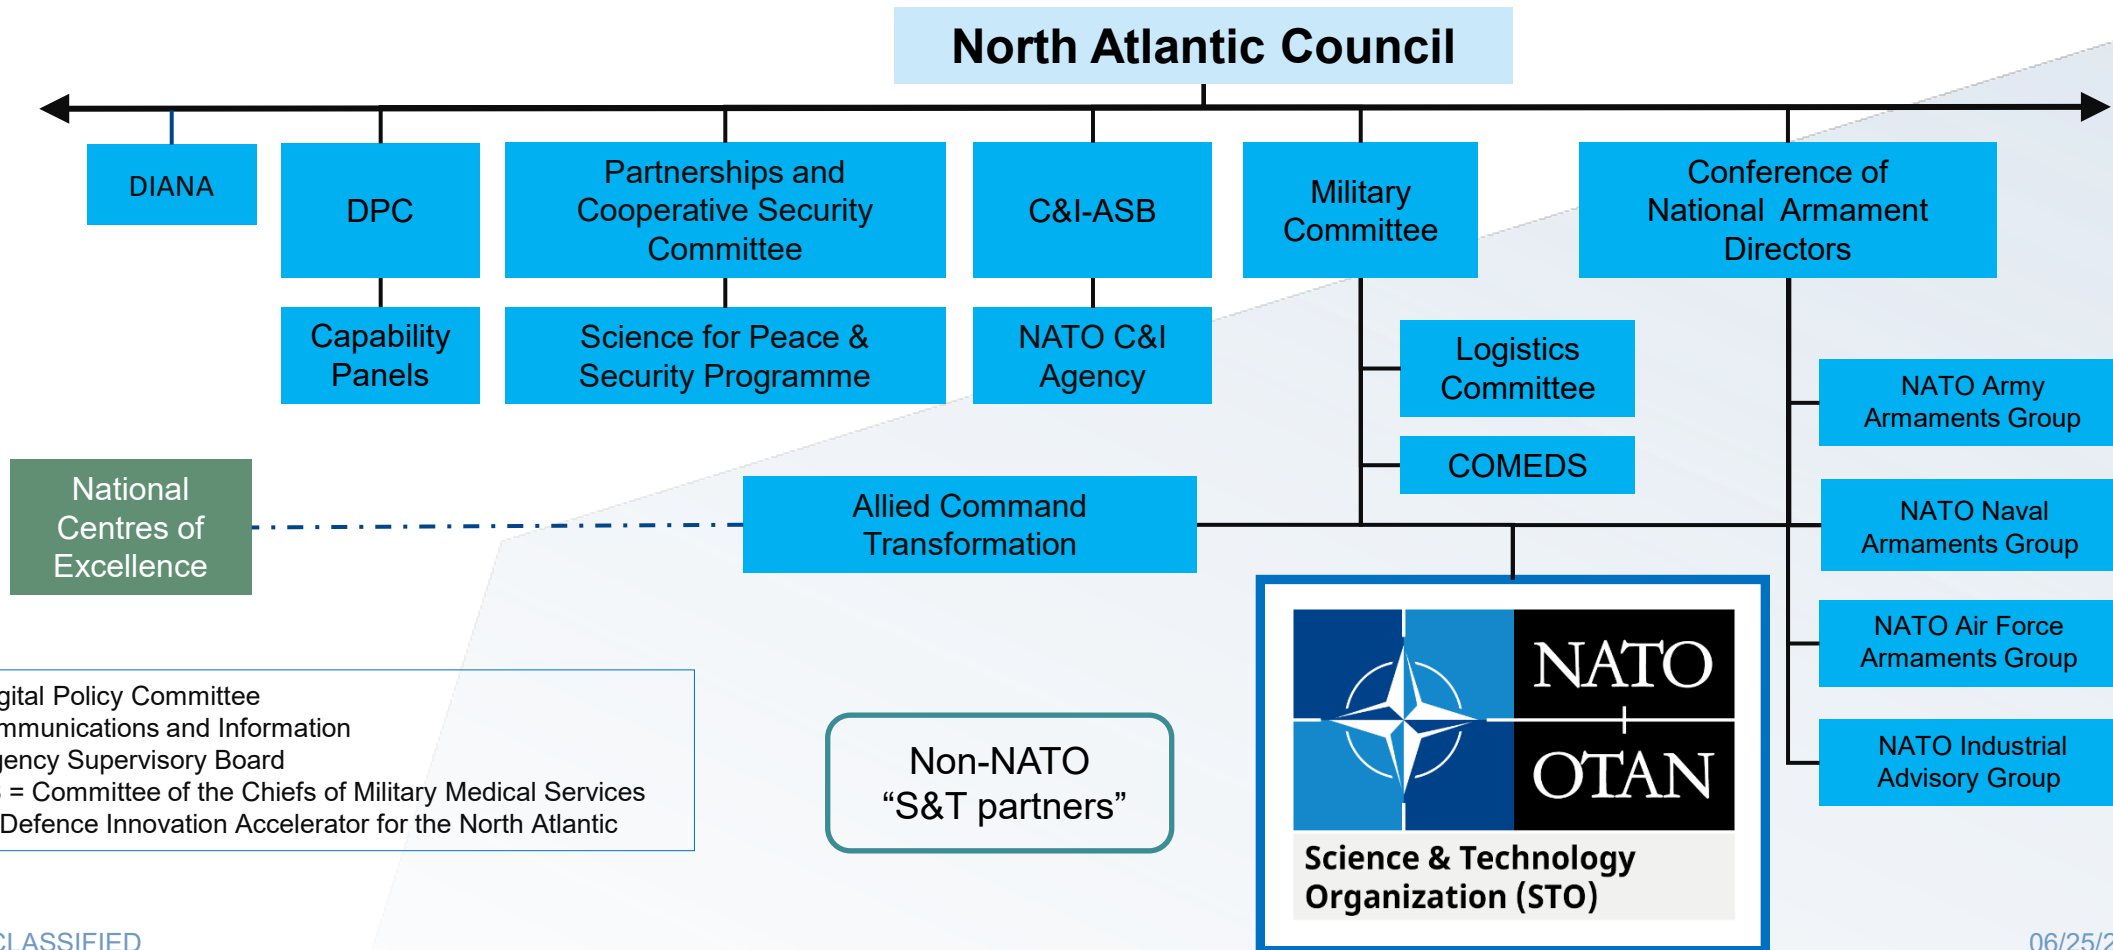 North Atlantic Council
DIANA
DPC
Partnerships and
Cooperative Security
Committee
C&I-ASB
Military
Committee
Conference of
National Armament
Directors
Capability
Panels
Science for Peace &
Security Programme
NATO C&I
Agency
Logistics
Committee
COMEDS
NATO Army
Armaments Group
National
Centres of
Excellence
Allied Command
Transformation
NATO Naval
Armaments Group
NATO Air Force
Armaments Group
NATO Industrial
Advisory Group
gital Policy Committee
mmunications and Information
gency Supervisory Board
= Committee of the Chiefs of Military Medical Services
Defence Innovation Accelerator for the North Atlantic
Non-NATO
“S&T partners”
NATO
OTAN
Science & Technology
Organization (STO)
CLASSIFIED
06/25/2